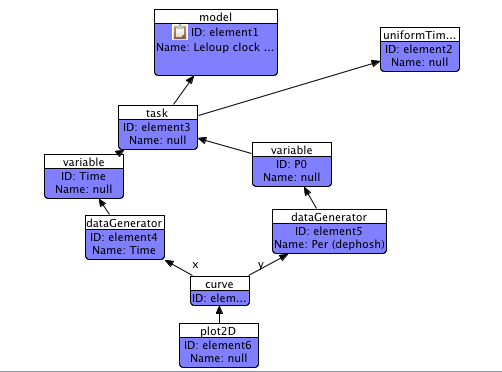 model
ID: element1
Name: Leloup clock ...
uniformTim...
ID: element2
Name: null
task
ID: element3
Name: null
variable
ID: Time
Name: null
variable
ID: P0
Name: null
dataGenerator
ID: element4
Name: Time
dataGenerator
ID: element5
Name: Per (dephosh)
x
y
curve
ID: elem...
plot2D
ID: element6
Name: null